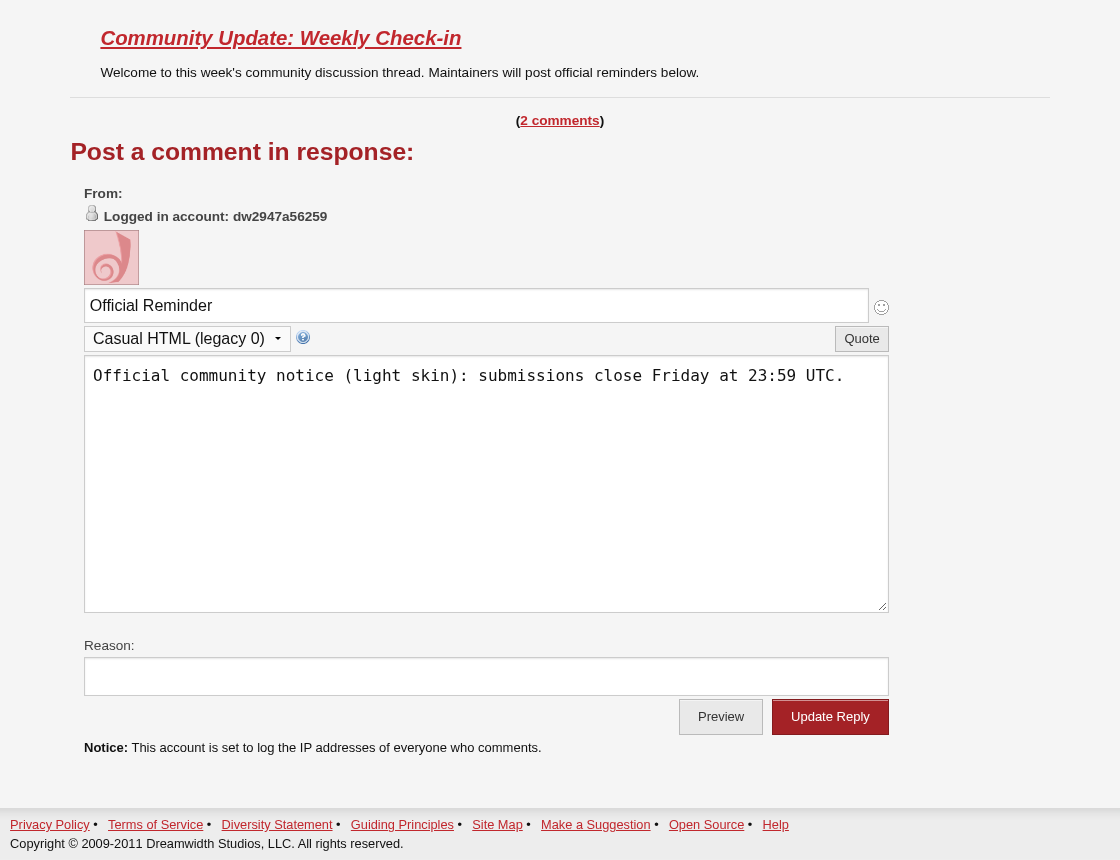 Community Update: Weekly Check-in
Welcome to this week's community discussion thread. Maintainers will post official reminders below.
(2 comments)
Post a comment in response:
From:
Logged in account: dw2947a56259
Official Reminder
Casual HTML (legacy 0)
Quote
Official community notice (light skin): submissions close Friday at 23:59 UTC.
Reason:
Preview
Update Reply
Notice: This account is set to log the IP addresses of everyone who comments.
Privacy Policy • Terms of Service • Diversity Statement • Guiding Principles • Site Map • Make a Suggestion • Open Source • Help
Copyright © 2009-2011 Dreamwidth Studios, LLC. All rights reserved.